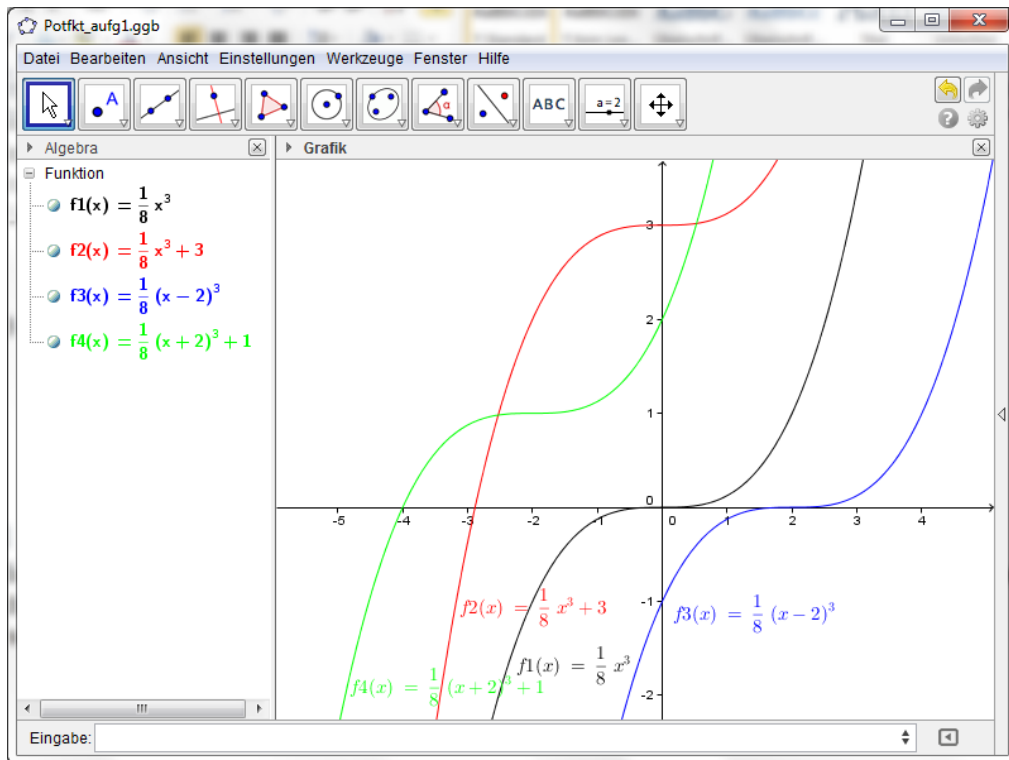 Potfkt_aufg1.ggb
Datei Bearbeiten Ansicht Einstellungen Werkzeuge Fenster Hilfe
A α ABC a=2
Algebra
Grafik
Funktion
f1(x) = 1/8 x³
f2(x) = 1/8 x³ + 3
f3(x) = 1/8 (x − 2)³
f4(x) = 1/8 (x + 2)³ + 1
3
2
1
0
-5 -4 -3 -2 -1 0 1 2 3 4
-1
-2
f2(x) = 1/8 x³ + 3
f3(x) = 1/8 (x − 2)³
f1(x) = 1/8 x³
f4(x) = 1/8 (x + 2)³ + 1
Eingabe: